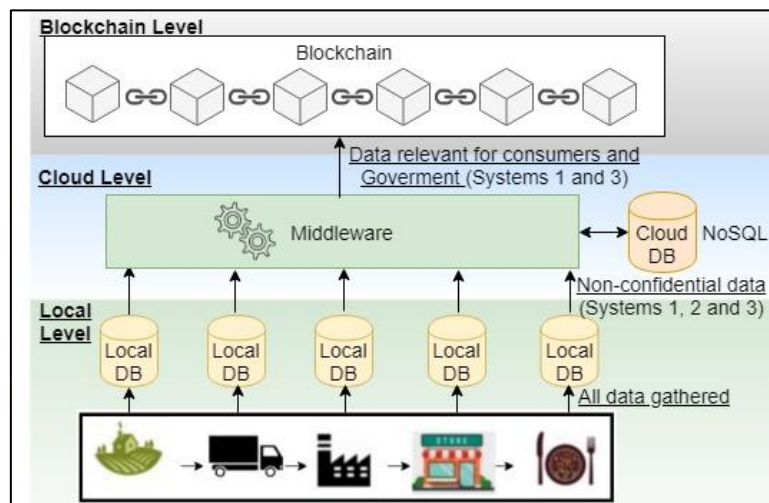 Blockchain Level
Blockchain
Data relevant for consumers and
Goverment (Systems 1 and 3)
Cloud Level
Middleware
Cloud
DB
NoSQL
Non-confidential data
(Systems 1, 2 and 3)
Local
Level
Local
DB
Local
DB
Local
DB
Local
DB
Local
DB
All data gathered
STORE